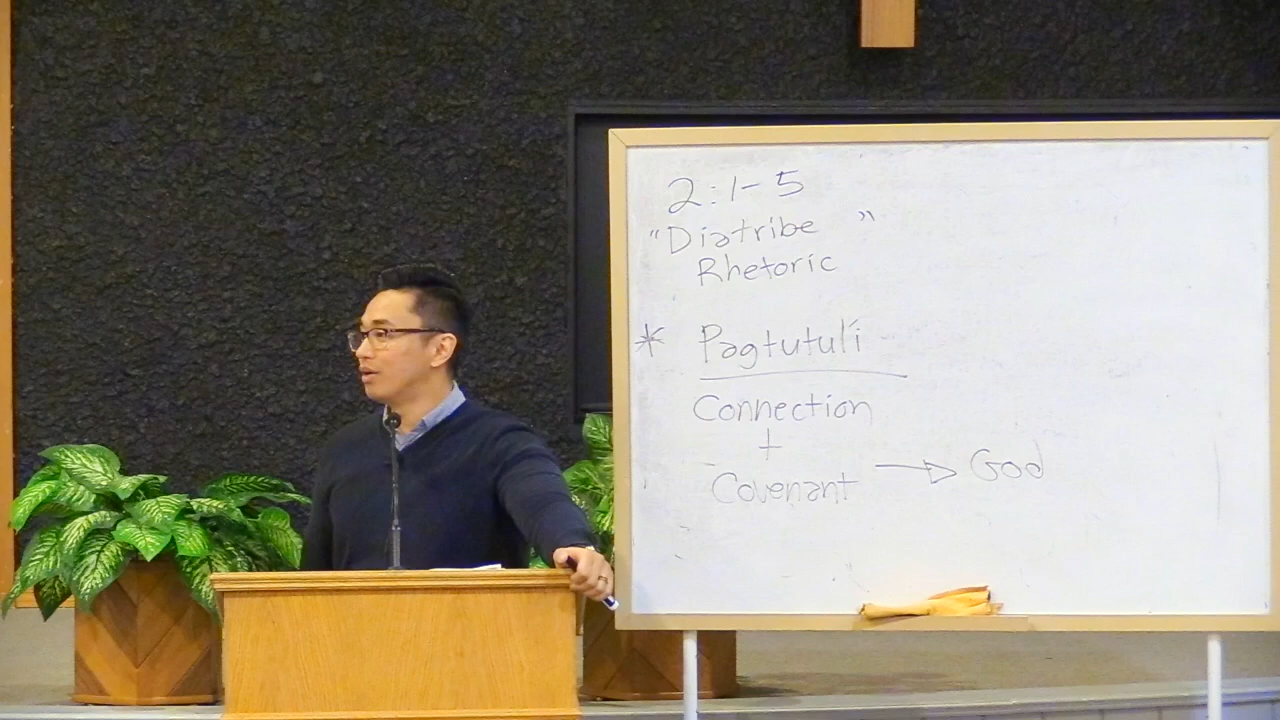 2:1-5
"Diatribe"
Rhetoric
* Pagtutuli
Connection
+
Covenant → God